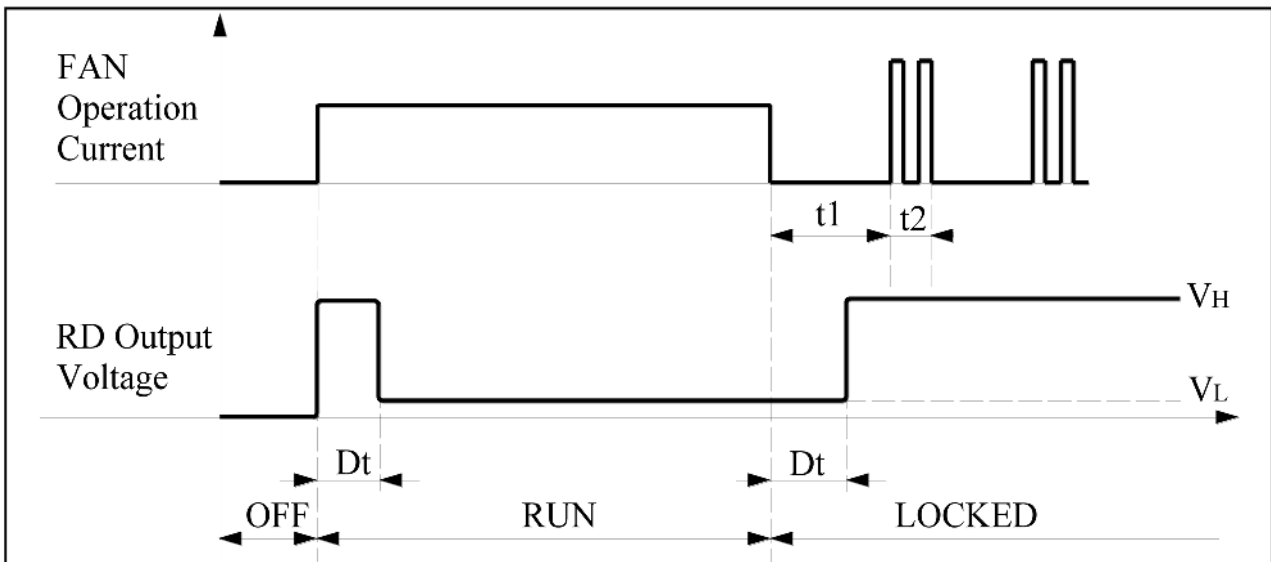 FAN
Operation
Current
t1
t2
VH
RD Output
Voltage
VL
Dt
Dt
OFF
RUN
LOCKED